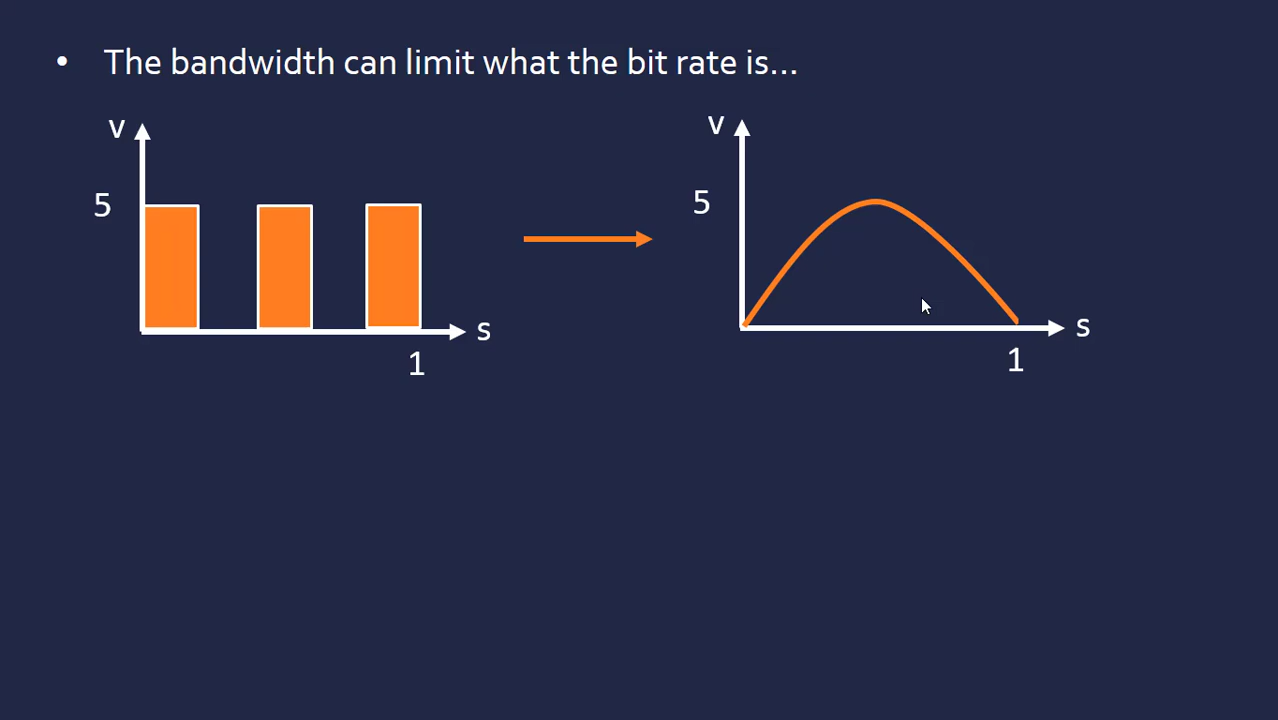 • The bandwidth can limit what the bit rate is...
v
5
s
1
v
5
s
1